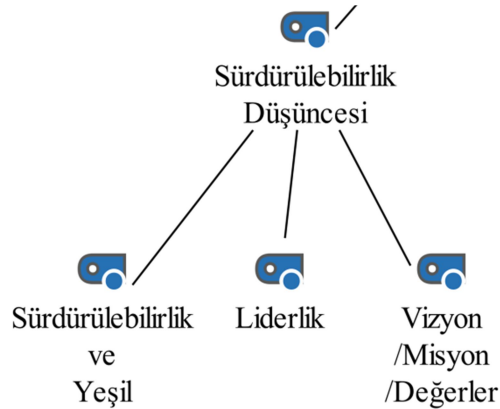 Sürdürülebilirlik
Düşüncesi
Sürdürülebilirlik
ve
Yeşil
Liderlik
Vizyon
/Misyon
/Değerler